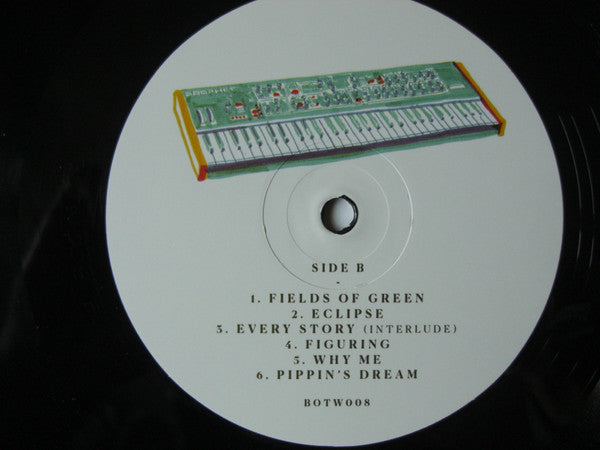 PROPHET
SIDE B
-
1. FIELDS OF GREEN
2. ECLIPSE
3. EVERY STORY (INTERLUDE)
4. FIGURING
5. WHY ME
6. PIPPIN'S DREAM
BOTW008